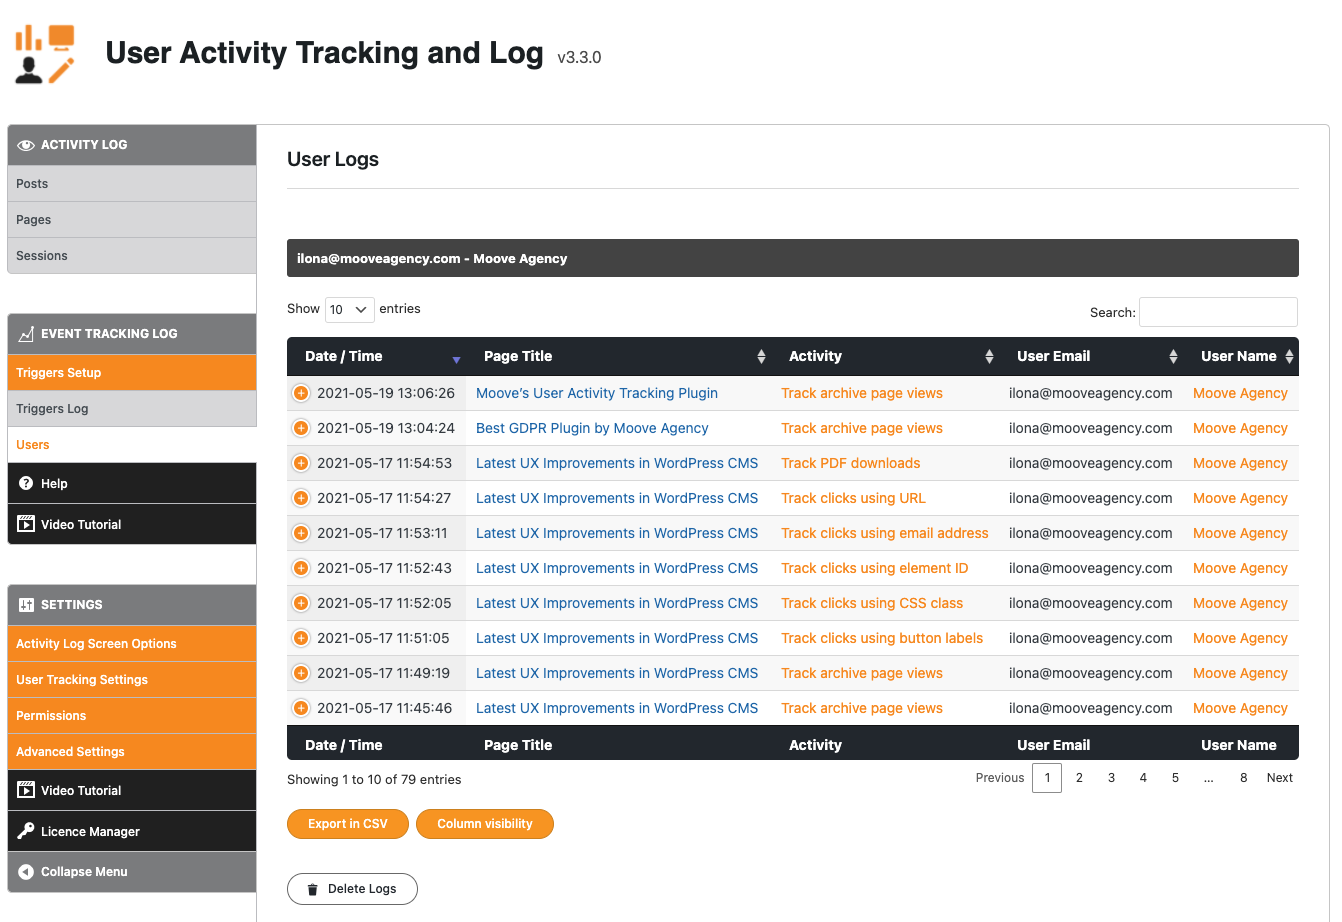 User Activity Tracking and Log v3.3.0
ACTIVITY LOG
Posts
Pages
Sessions
EVENT TRACKING LOG
Triggers Setup
Triggers Log
Users
Help
Video Tutorial
SETTINGS
Activity Log Screen Options
User Tracking Settings
Permissions
Advanced Settings
Video Tutorial
Licence Manager
Collapse Menu
User Logs
ilona@mooveagency.com - Moove Agency
Show 10 entries
Search:
Date / Time Page Title Activity User Email User Name
2021-05-19 13:06:26 Moove’s User Activity Tracking Plugin Track archive page views ilona@mooveagency.com Moove Agency
2021-05-19 13:04:24 Best GDPR Plugin by Moove Agency Track archive page views ilona@mooveagency.com Moove Agency
2021-05-17 11:54:53 Latest UX Improvements in WordPress CMS Track PDF downloads ilona@mooveagency.com Moove Agency
2021-05-17 11:54:27 Latest UX Improvements in WordPress CMS Track clicks using URL ilona@mooveagency.com Moove Agency
2021-05-17 11:53:11 Latest UX Improvements in WordPress CMS Track clicks using email address ilona@mooveagency.com Moove Agency
2021-05-17 11:52:43 Latest UX Improvements in WordPress CMS Track clicks using element ID ilona@mooveagency.com Moove Agency
2021-05-17 11:52:05 Latest UX Improvements in WordPress CMS Track clicks using CSS class ilona@mooveagency.com Moove Agency
2021-05-17 11:51:05 Latest UX Improvements in WordPress CMS Track clicks using button labels ilona@mooveagency.com Moove Agency
2021-05-17 11:49:19 Latest UX Improvements in WordPress CMS Track archive page views ilona@mooveagency.com Moove Agency
2021-05-17 11:45:46 Latest UX Improvements in WordPress CMS Track archive page views ilona@mooveagency.com Moove Agency
Date / Time Page Title Activity User Email User Name
Showing 1 to 10 of 79 entries
Previous 1 2 3 4 5 ... 8 Next
Export in CSV Column visibility
Delete Logs